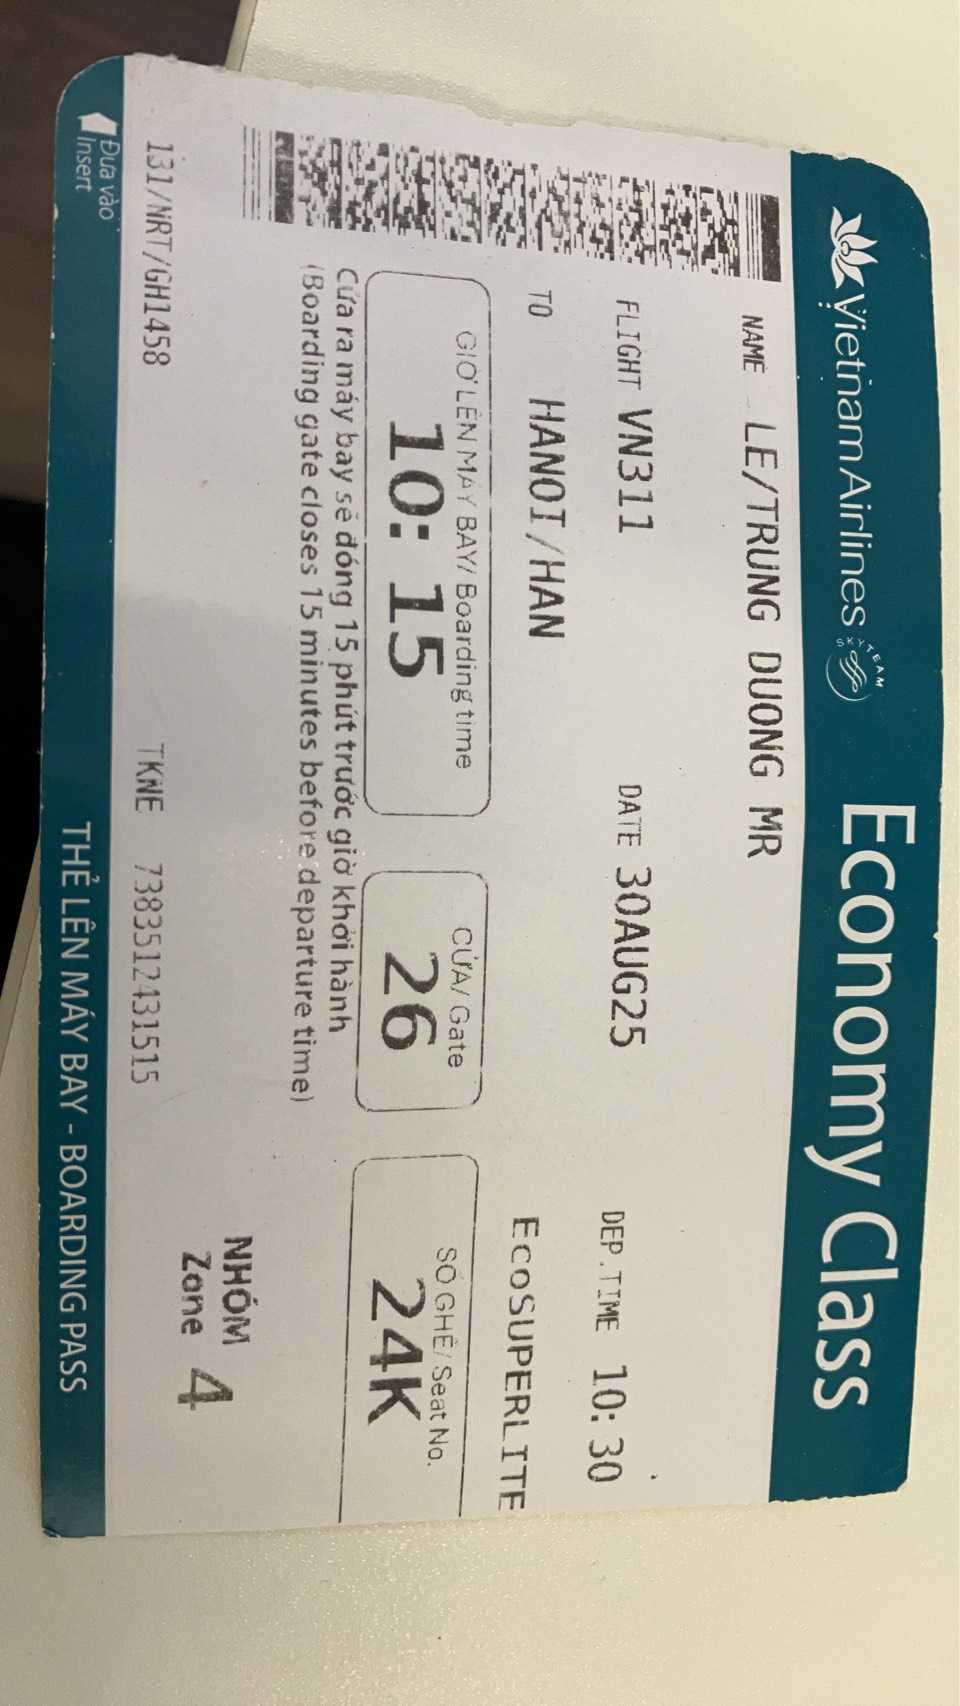 Vietnam Airlines SKYTEAM Economy Class
NAME LE/TRUNG DUONG MR
FLIGHT VN311 DATE 30AUG25 DEP.TIME 10:30
TO HANOI/HAN EcoSUPERLITE
GIỜ LÊN MÁY BAY/ Boarding time CỬA/ Gate SỐ GHẾ/ Seat No.
10:15 26 24K
Cửa ra máy bay sẽ đóng 15 phút trước giờ khởi hành
(Boarding gate closes 15 minutes before departure time)
NHÓM
Zone 4
131/NRT/GH1458 TKNE 7383512431515
Đưa vào
Insert
THẺ LÊN MÁY BAY - BOARDING PASS